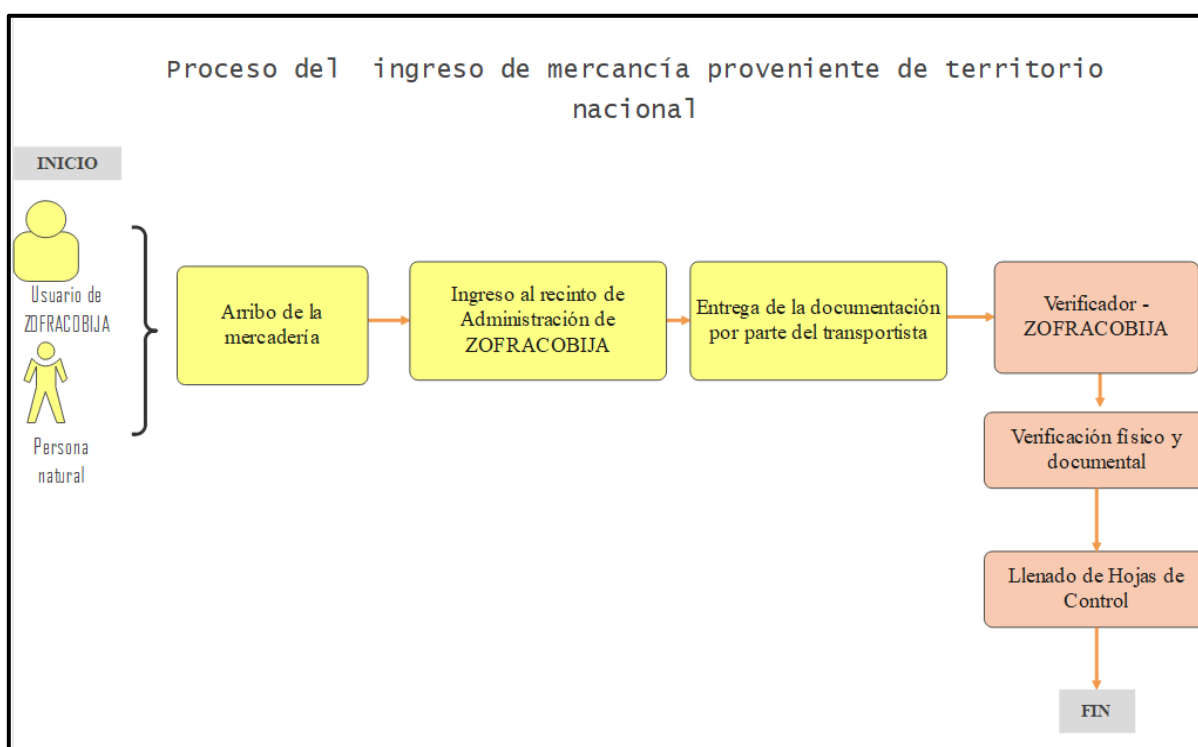 Proceso del ingreso de mercancía proveniente de territorio
nacional
INICIO
Usuario de
ZOFRACOBIJA
Persona
natural
Arribo de la
mercadería
Ingreso al recinto de
Administración de
ZOFRACOBIJA
Entrega de la documentación
por parte del transportista
Verificador -
ZOFRACOBIJA
Verificación físico y
documental
Llenado de Hojas de
Control
FIN